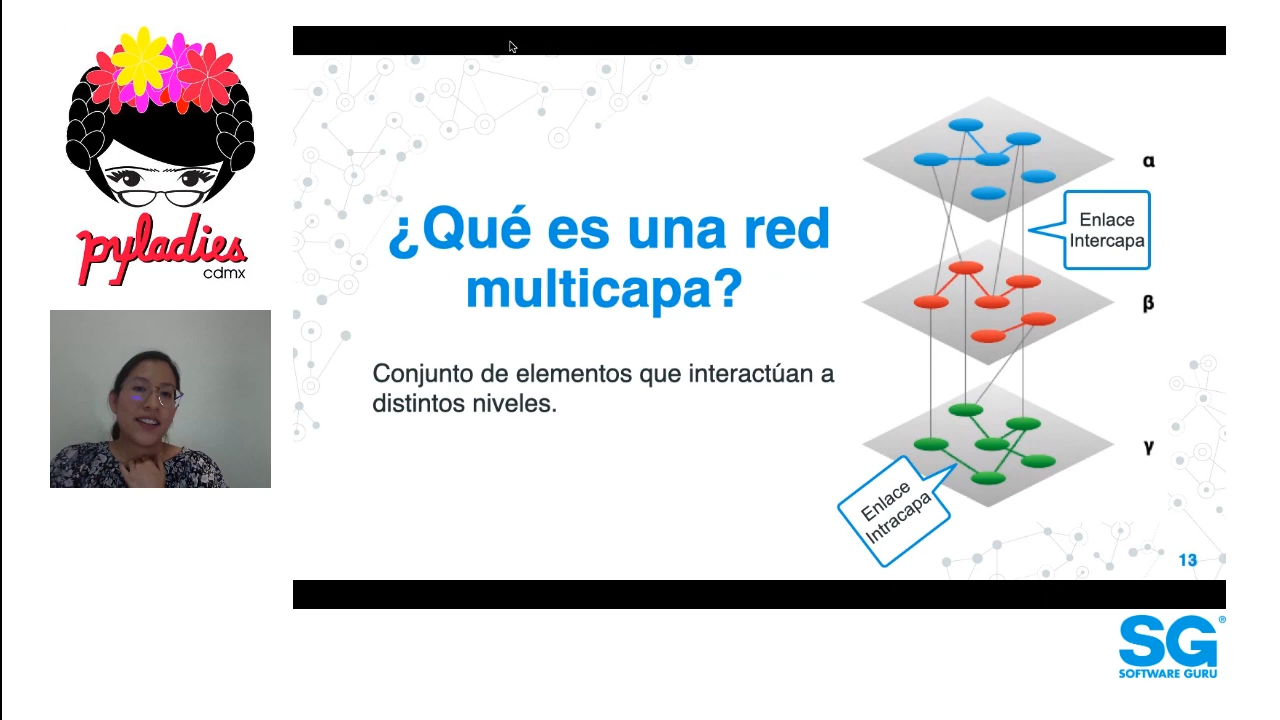 pyladies
cdmx
¿Qué es una red
multicapa?
Conjunto de elementos que interactúan a
distintos niveles.
α
Enlace
Intercapa
β
γ
Enlace
Intracapa
13
SG®
SOFTWARE GURU